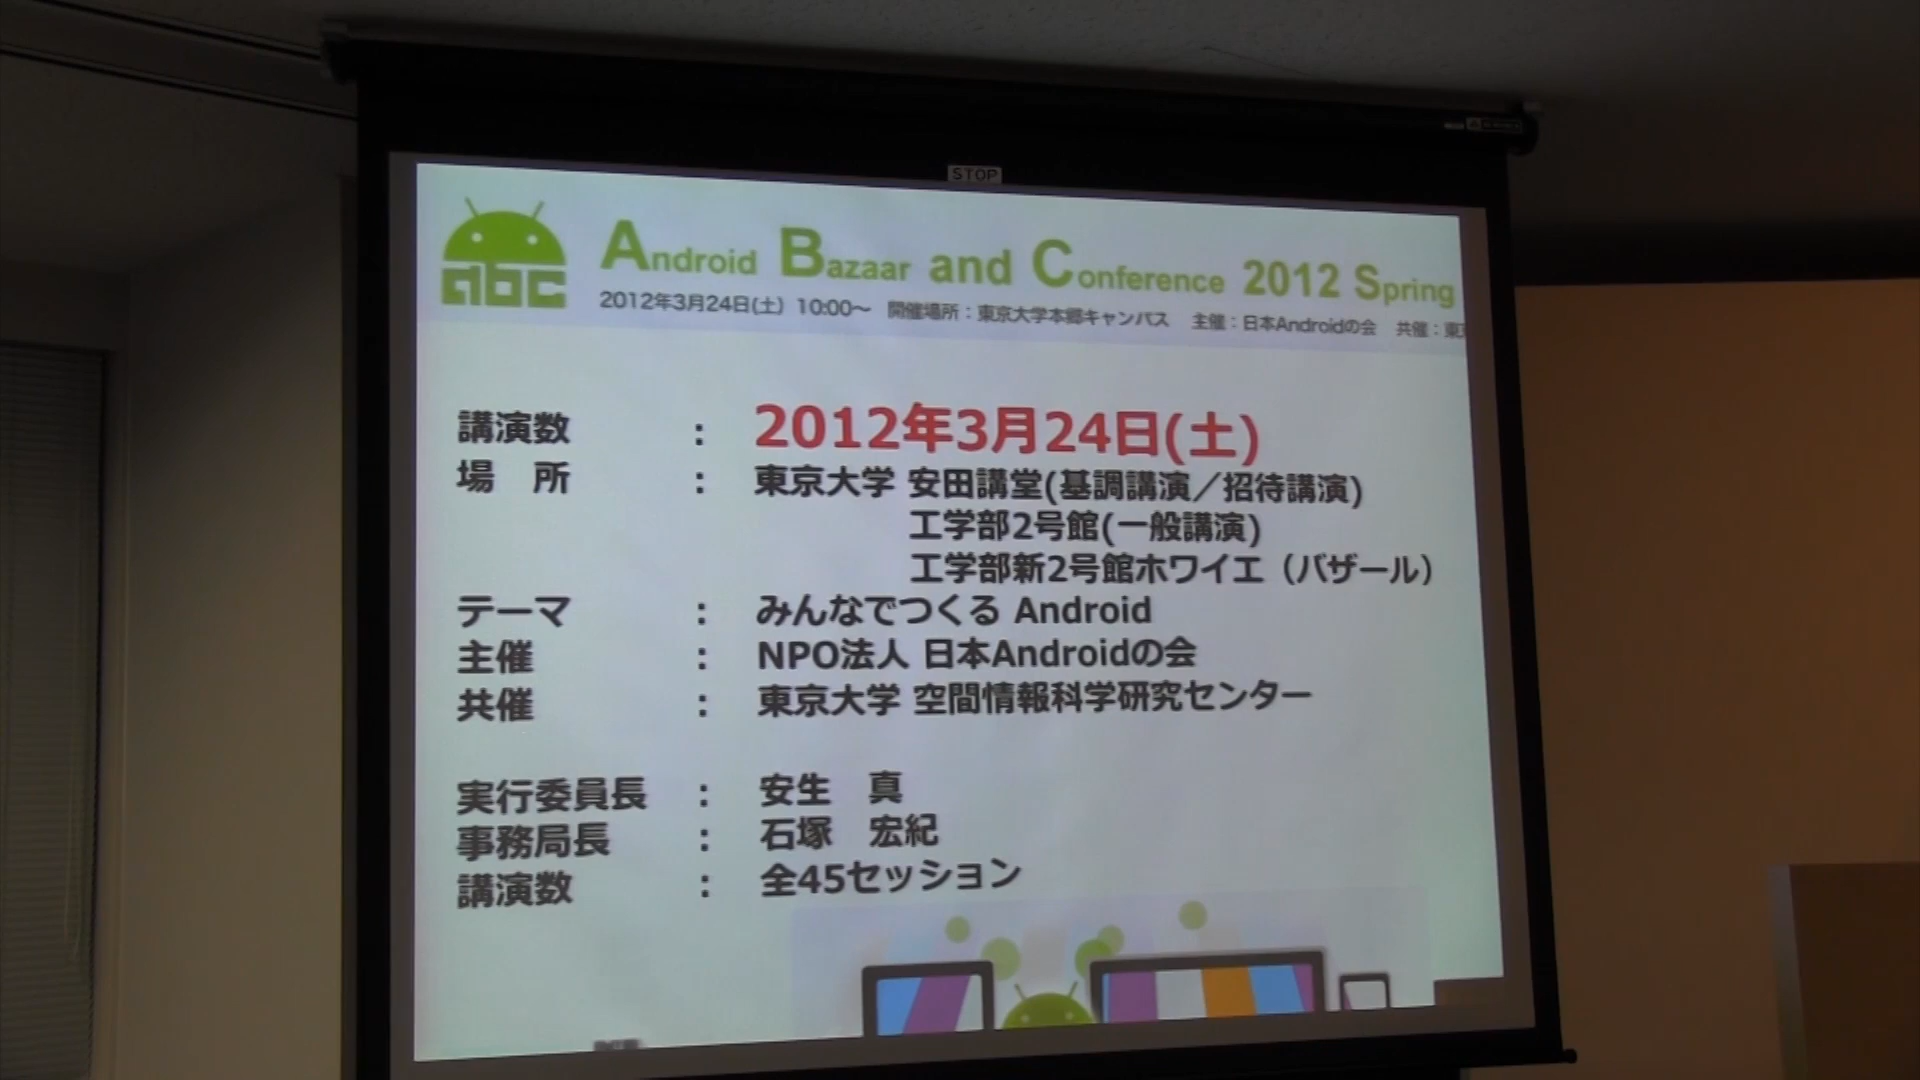 STOP
abc
Android Bazaar and Conference 2012 Spring
2012年3月24日(土) 10:00〜 開催場所：東京大学本郷キャンパス 主催：日本Androidの会 共催：東
講演数 : 2012年3月24日(土)
場　所 : 東京大学 安田講堂(基調講演／招待講演)
工学部2号館(一般講演)
工学部新2号館ホワイエ（バザール）
テーマ : みんなでつくる Android
主催 : NPO法人 日本Androidの会
共催 : 東京大学 空間情報科学研究センター
実行委員長 : 安生　真
事務局長 : 石塚　宏紀
講演数 : 全45セッション